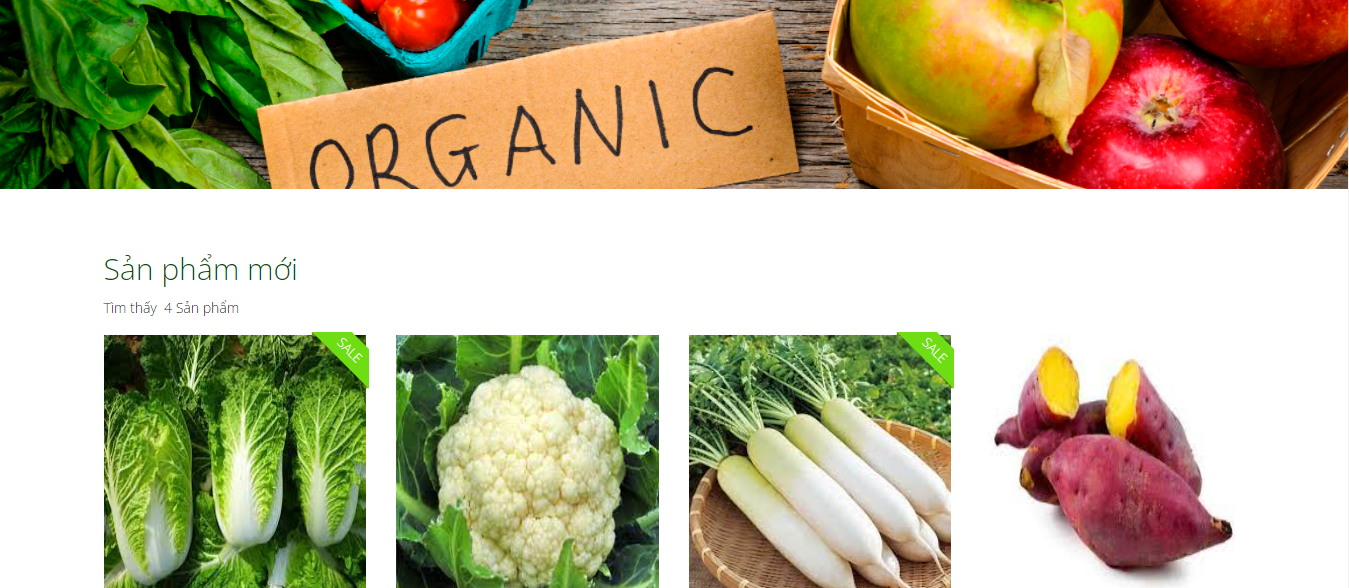 ORGANIC
Sản phẩm mới
Tìm thấy 4 Sản phẩm
SALE
SALE